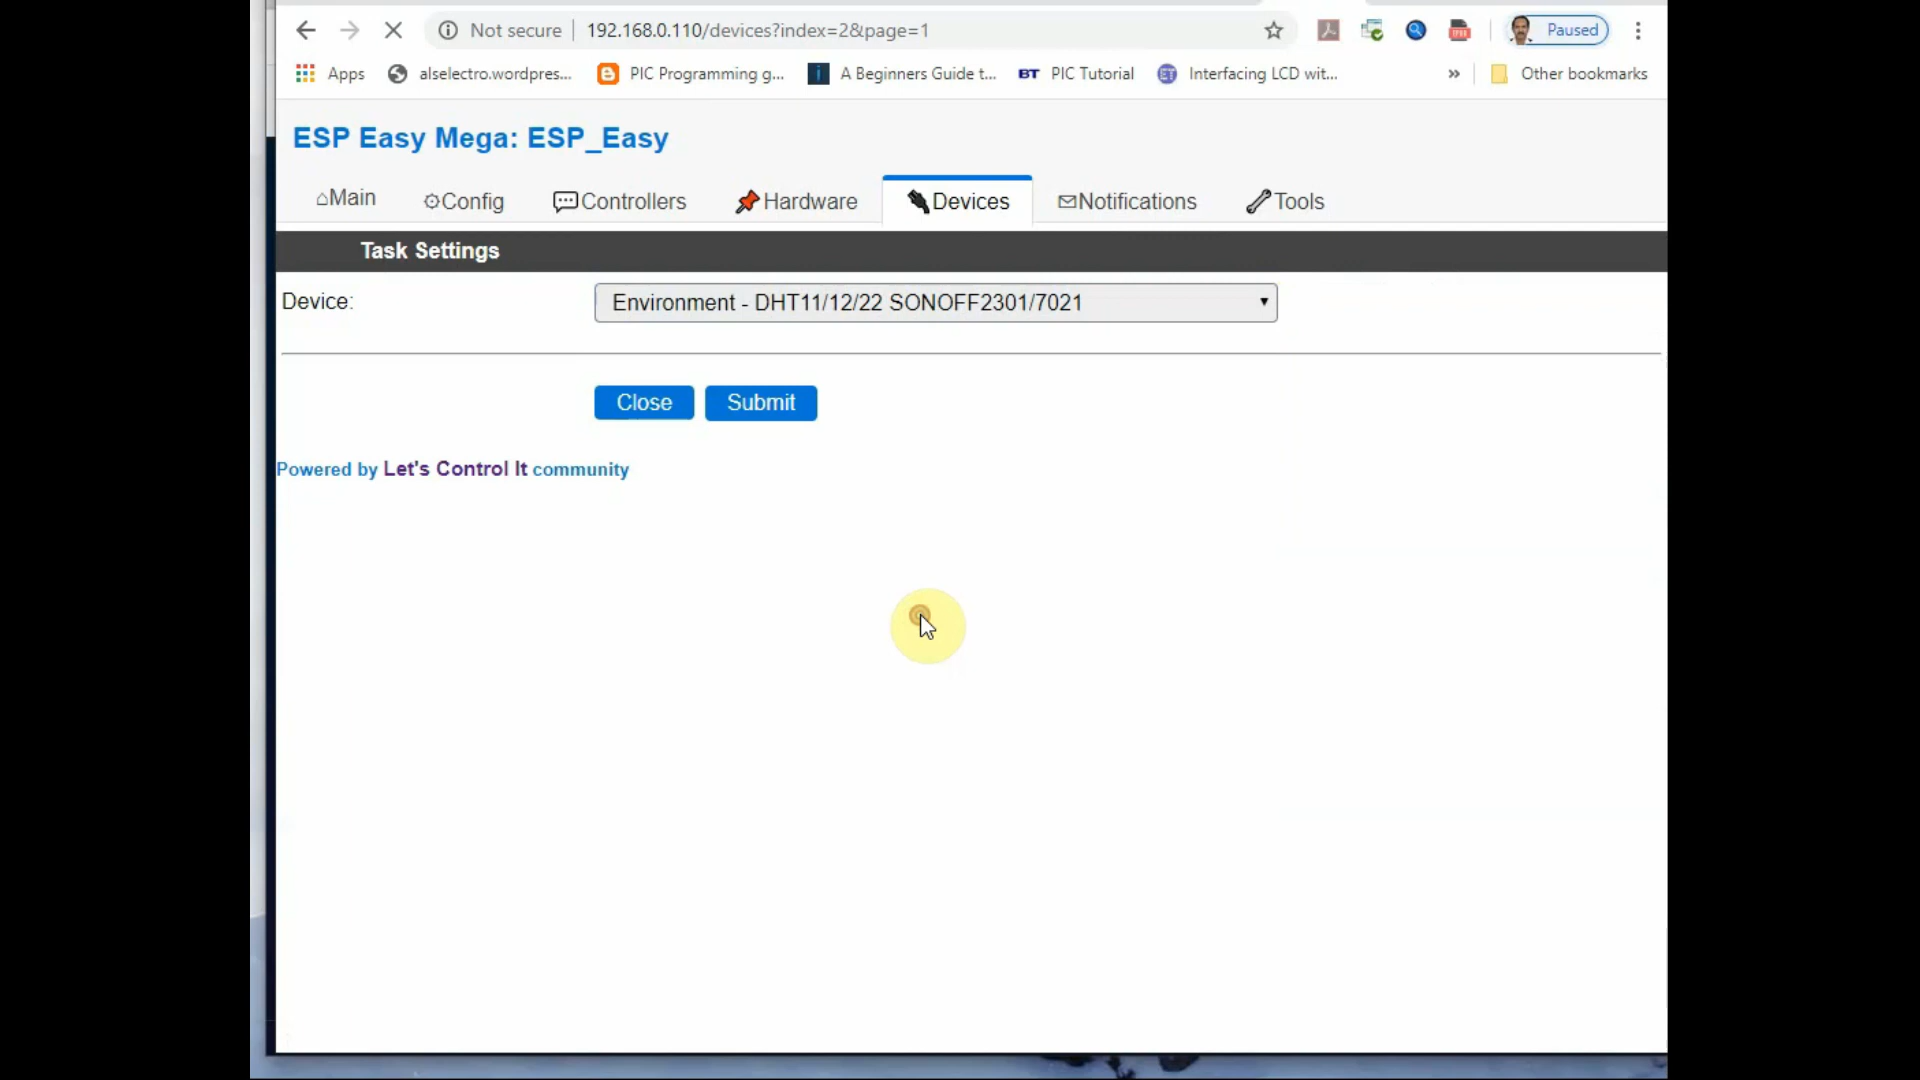 Not secure 192.168.0.110/devices?index=2&page=1 Paused
Apps alselectro.wordpres... PIC Programming g... A Beginners Guide t... BT PIC Tutorial ET Interfacing LCD wit... » Other bookmarks
ESP Easy Mega: ESP_Easy
Main Config Controllers Hardware Devices Notifications Tools
Task Settings
Device: Environment - DHT11/12/22 SONOFF2301/7021
Close Submit
Powered by Let's Control It community